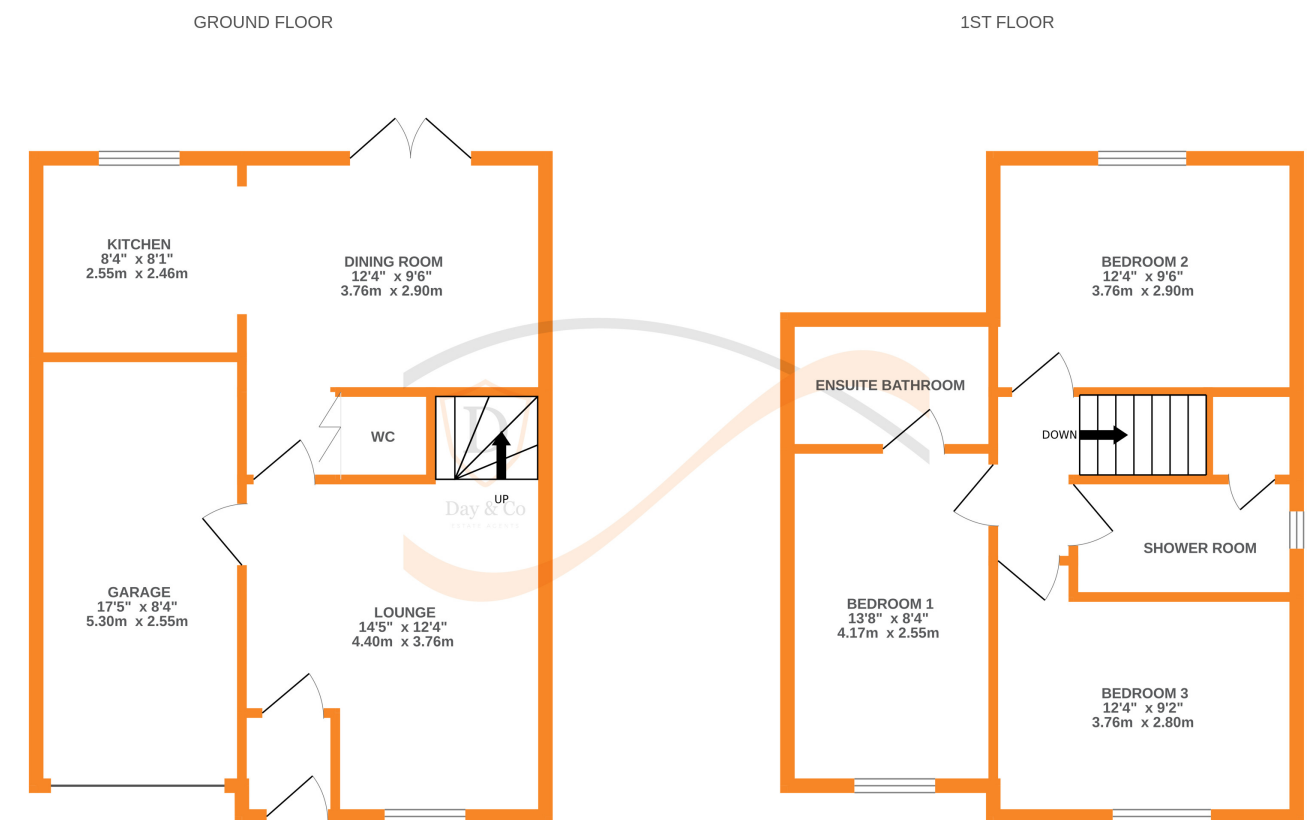 GROUND FLOOR
1ST FLOOR
KITCHEN
8'4" x 8'1"
2.55m x 2.46m
DINING ROOM
12'4" x 9'6"
3.76m x 2.90m
WC
UP
Day & Co
ESTATE AGENTS
GARAGE
17'5" x 8'4"
5.30m x 2.55m
LOUNGE
14'5" x 12'4"
4.40m x 3.76m
BEDROOM 2
12'4" x 9'6"
3.76m x 2.90m
ENSUITE BATHROOM
DOWN
SHOWER ROOM
BEDROOM 1
13'8" x 8'4"
4.17m x 2.55m
BEDROOM 3
12'4" x 9'2"
3.76m x 2.80m
D